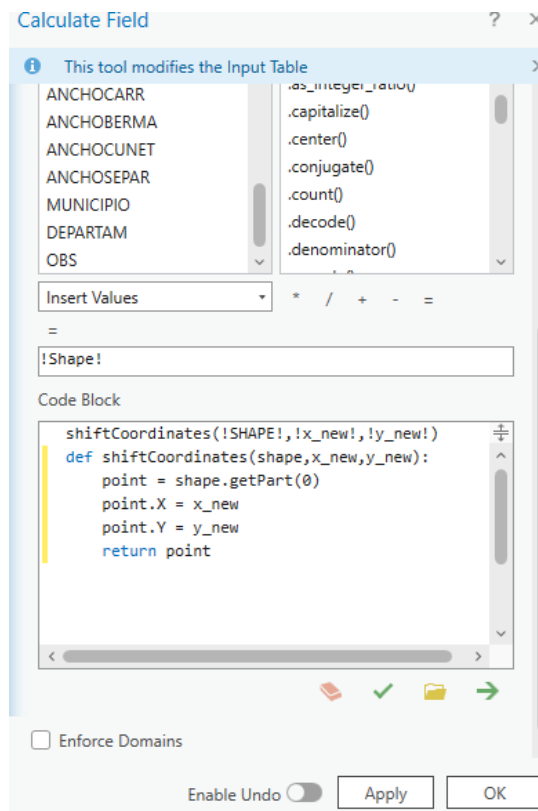 Calculate Field ? ×
This tool modifies the Input Table
ANCHOCARR
ANCHOBERMA
ANCHOCUNET
ANCHOSEPAR
MUNICIPIO
DEPARTAM
OBS
.as_integer_ratio()
.capitalize()
.center()
.conjugate()
.count()
.decode()
.denominator()
Insert Values * / + - =
=
!Shape!
Code Block
shiftCoordinates(!SHAPE!,!x_new!,!y_new!)
def shiftCoordinates(shape,x_new,y_new):
    point = shape.getPart(0)
    point.X = x_new
    point.Y = y_new
    return point
Enforce Domains
Enable Undo Apply OK